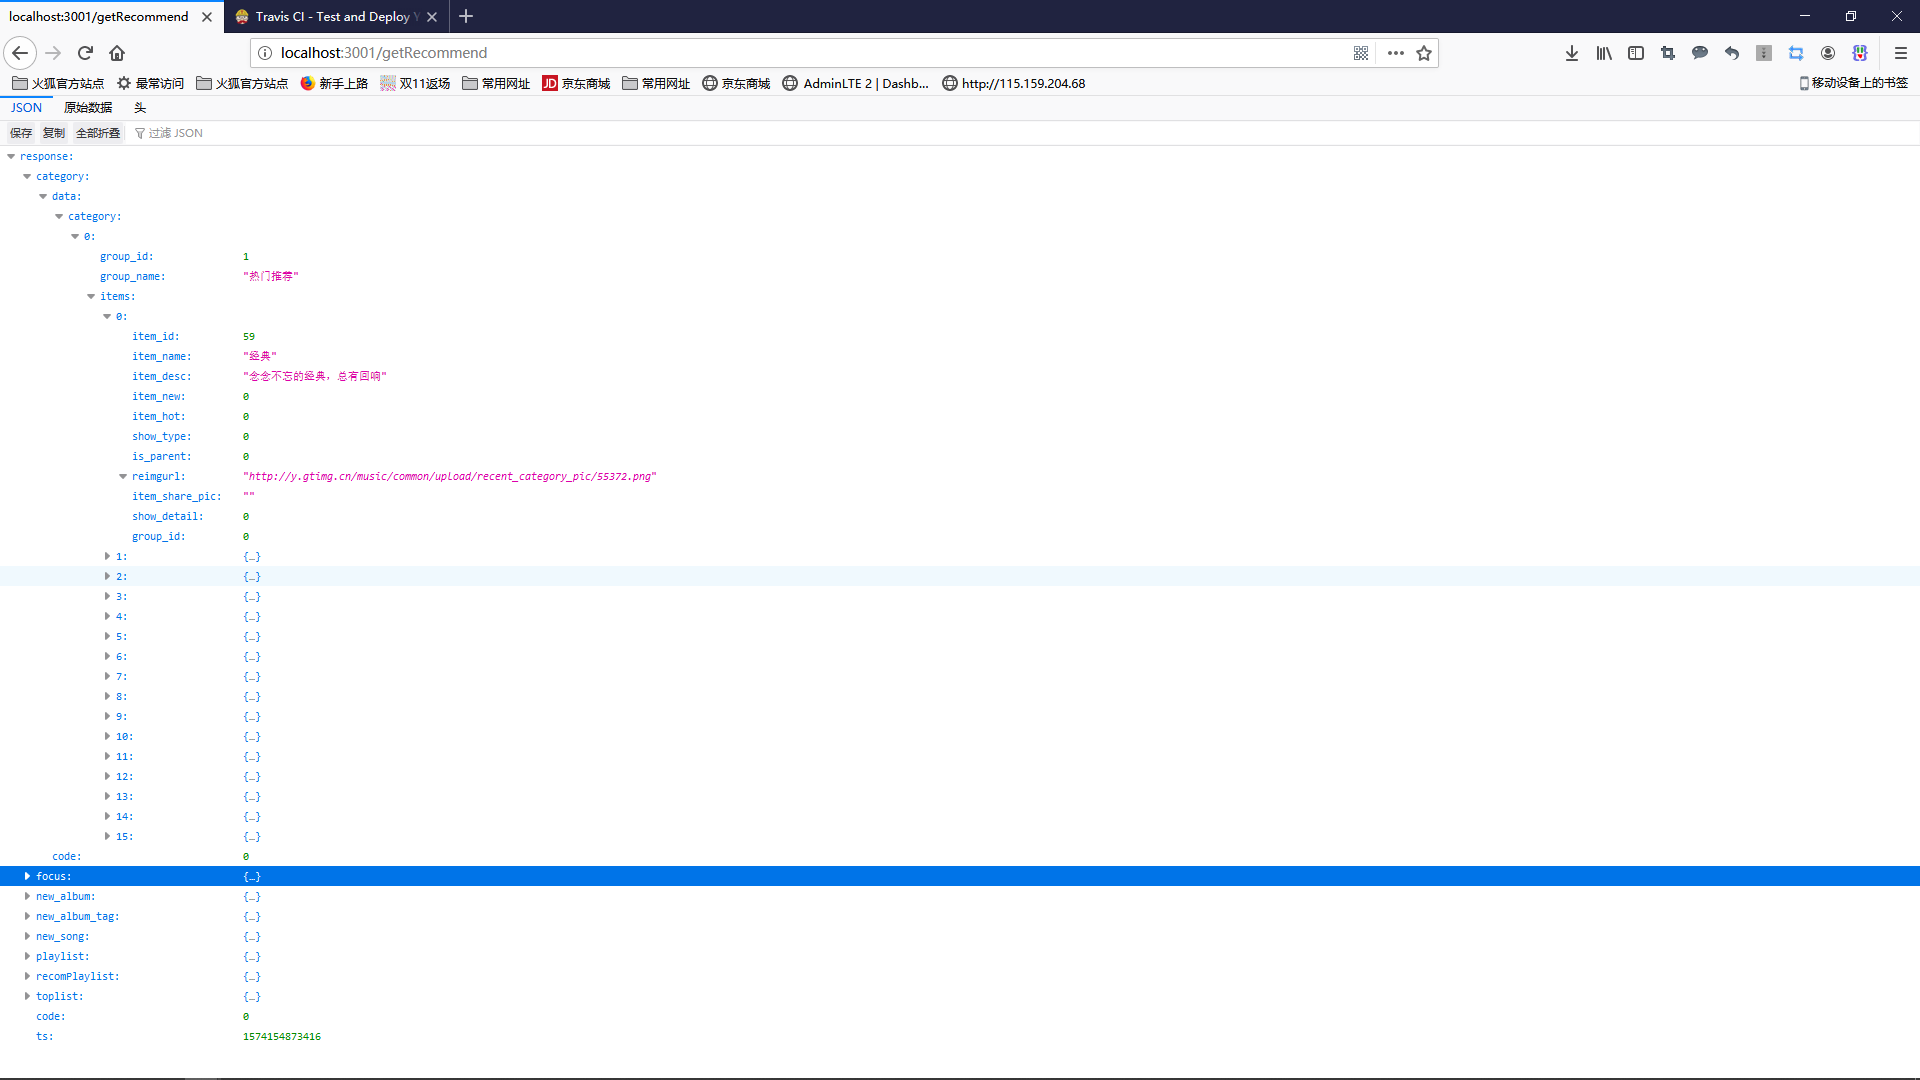 localhost:3001/getRecommend
Travis CI - Test and Deploy Y
localhost:3001/getRecommend
火狐官方站点 最常访问 火狐官方站点 新手上路 双11返场 常用网址 JD 京东商城 常用网址 京东商城 AdminLTE 2 | Dashb... http://115.159.204.68 移动设备上的书签
JSON 原始数据 头
保存 复制 全部折叠 过滤 JSON
response:
category:
data:
category:
0:
group_id: 1
group_name: "热门推荐"
items:
0:
item_id: 59
item_name: "经典"
item_desc: "念念不忘的经典，总有回响"
item_new: 0
item_hot: 0
show_type: 0
is_parent: 0
reimgurl: "http://y.gtimg.cn/music/common/upload/recent_category_pic/55372.png"
item_share_pic: ""
show_detail: 0
group_id: 0
1: {…}
2: {…}
3: {…}
4: {…}
5: {…}
6: {…}
7: {…}
8: {…}
9: {…}
10: {…}
11: {…}
12: {…}
13: {…}
14: {…}
15: {…}
code: 0
focus: {…}
new_album: {…}
new_album_tag: {…}
new_song: {…}
playlist: {…}
recomPlaylist: {…}
toplist: {…}
code: 0
ts: 1574154873416